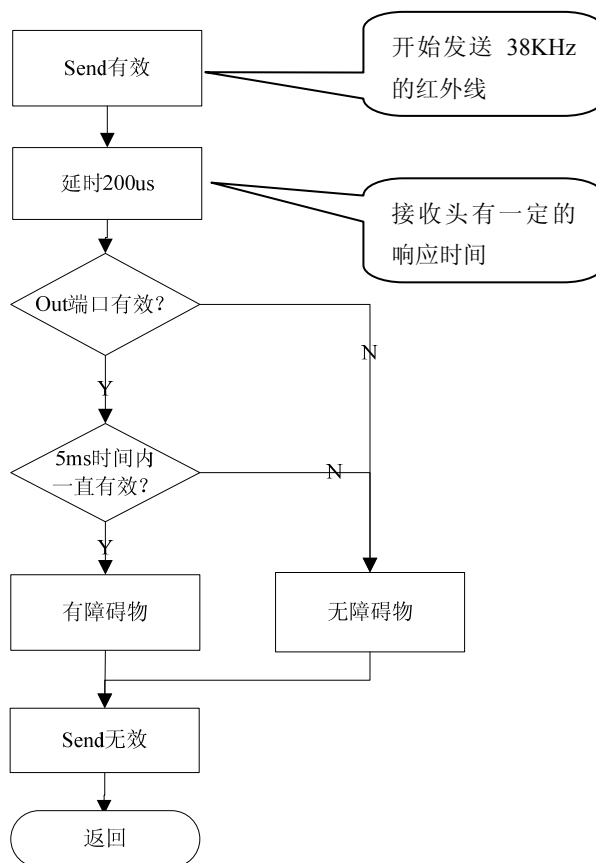 Send有效
开始发送 38KHz
的红外线
延时200us
接收头有一定的
响应时间
Out端口有效?
N
Y
5ms时间内
一直有效?
N
Y
有障碍物
无障碍物
Send无效
返回